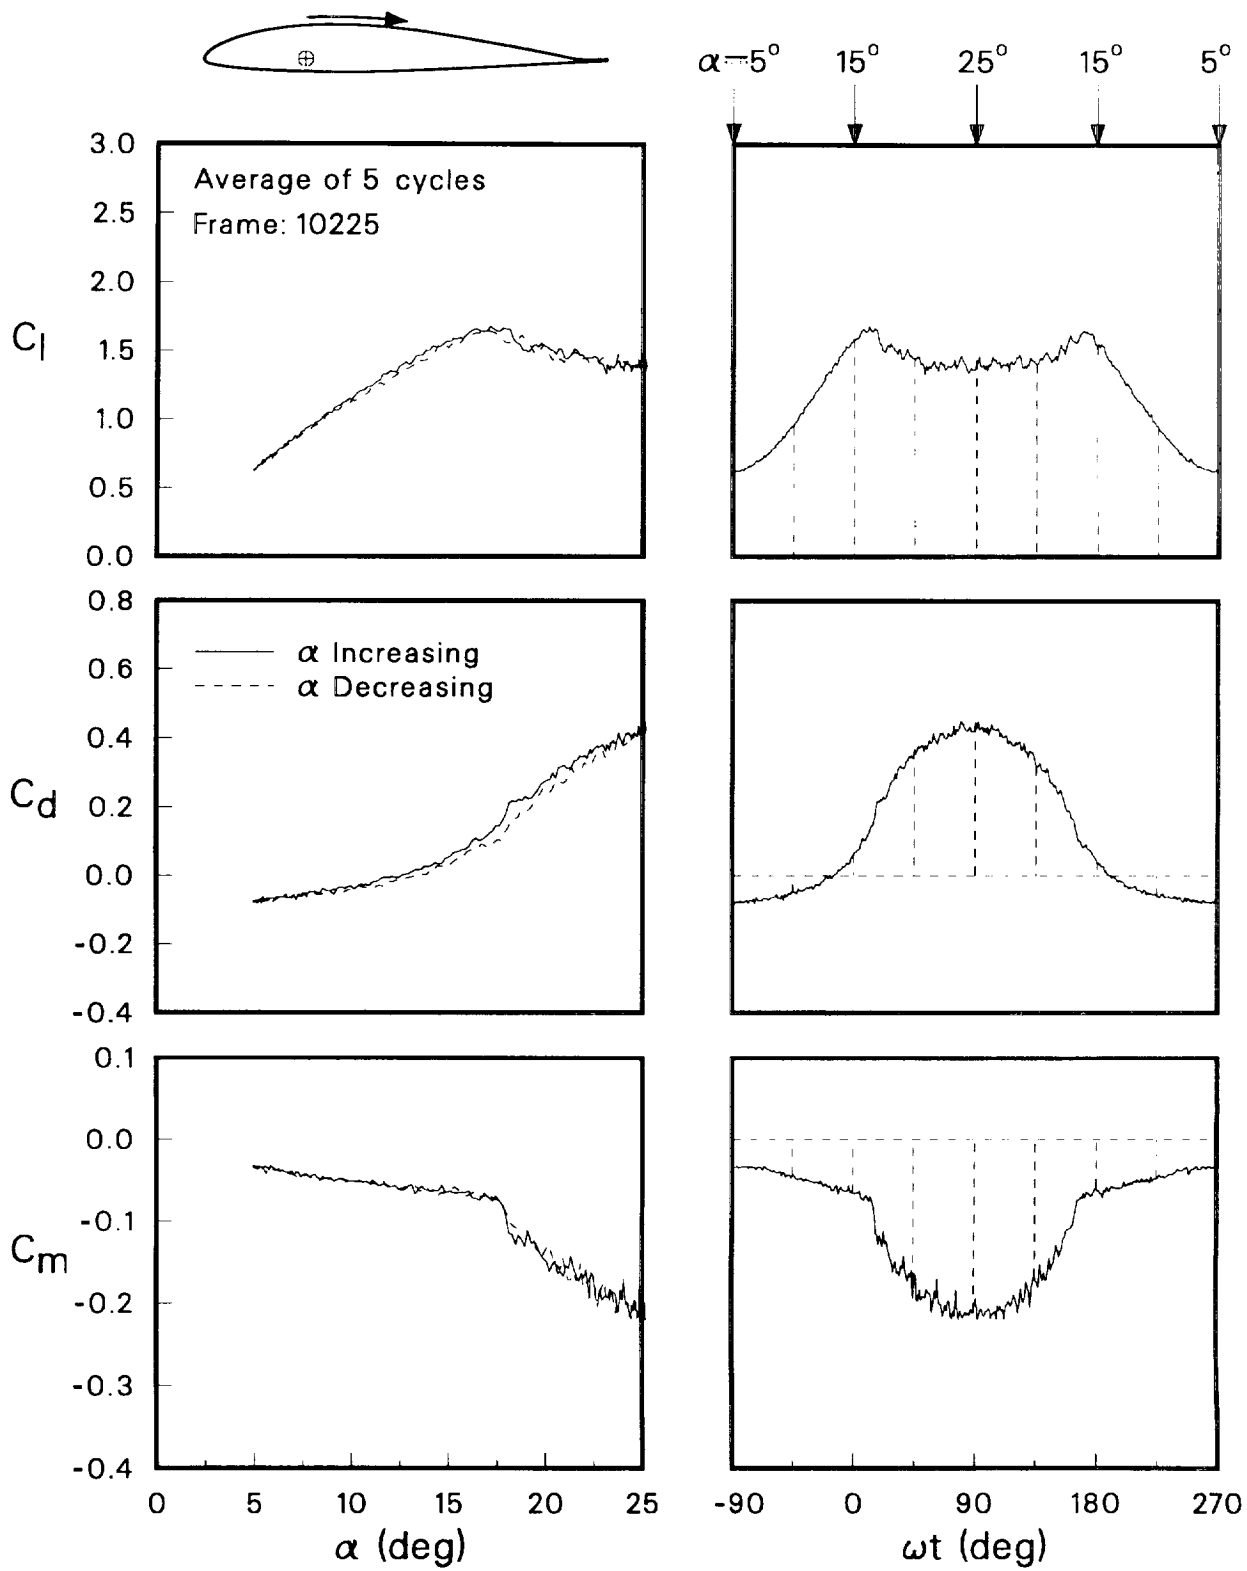 α=5° 15° 25° 15° 5°
3.0
2.5
2.0
1.5
1.0
0.5
0.0
Cl
Average of 5 cycles
Frame: 10225
0.8
0.6
0.4
0.2
0.0
-0.2
-0.4
Cd
α Increasing
α Decreasing
0.1
0.0
-0.1
-0.2
-0.3
-0.4
Cm
0 5 10 15 20 25
α (deg)
-90 0 90 180 270
ωt (deg)